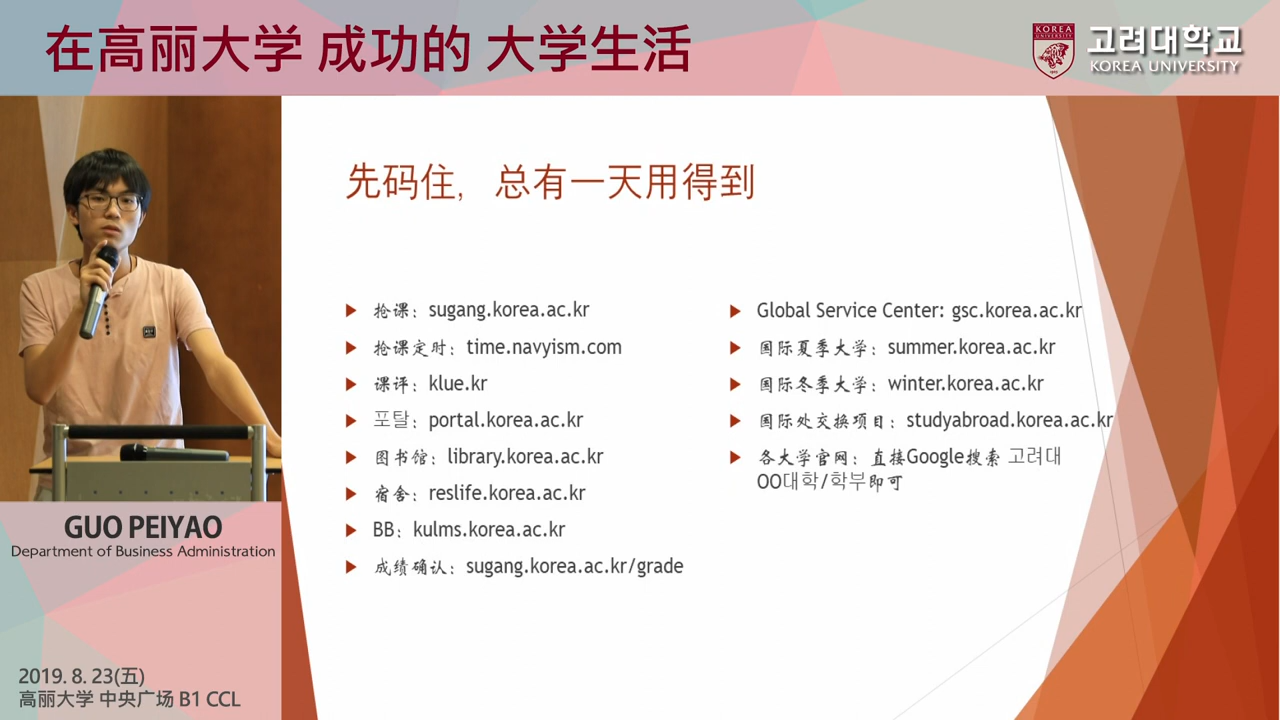 在高丽大学 成功的 大学生活
KOREA
UNIVERSITY
고려대학교
KOREA UNIVERSITY
先码住，总有一天用得到
抢课：sugang.korea.ac.kr
抢课定时：time.navyism.com
课评：klue.kr
포탈：portal.korea.ac.kr
图书馆：library.korea.ac.kr
宿舍：reslife.korea.ac.kr
BB：kulms.korea.ac.kr
成绩确认：sugang.korea.ac.kr/grade
Global Service Center: gsc.korea.ac.kr
国际夏季大学：summer.korea.ac.kr
国际冬季大学：winter.korea.ac.kr
国际处交换项目：studyabroad.korea.ac.kr
各大学官网：直接Google搜索 고려대
OO대학/학부即可
GUO PEIYAO
Department of Business Administration
2019. 8. 23(五)
高丽大学 中央广场 B1 CCL